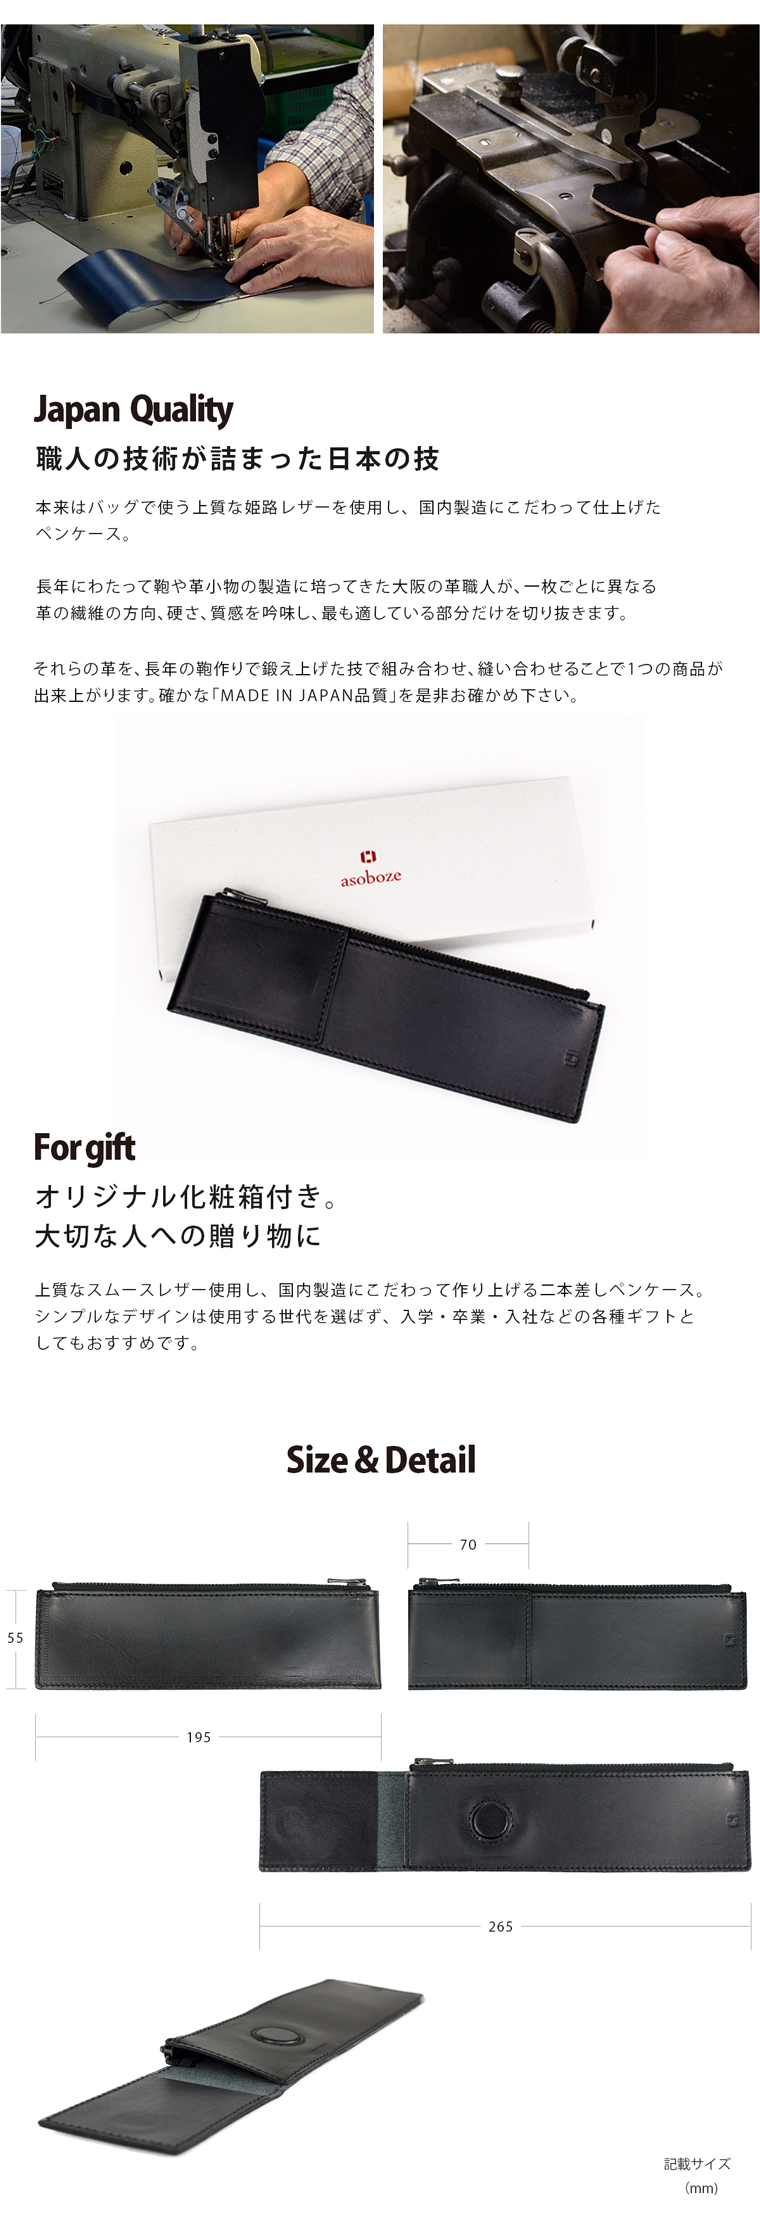 Japan Quality
職人の技術が詰まった日本の技
本来はバッグで使う上質な姫路レザーを使用し、国内製造にこだわって仕上げた
ペンケース。
長年にわたって鞄や革小物の製造に培ってきた大阪の革職人が、一枚ごとに異なる
革の繊維の方向、硬さ、質感を吟味し、最も適している部分だけを切り抜きます。
それらの革を、長年の鞄作りで鍛え上げた技で組み合わせ、縫い合わせることで1つの商品が
出来上がります。確かな「MADE IN JAPAN品質」を是非お確かめ下さい。
asoboze
For gift
オリジナル化粧箱付き。
大切な人への贈り物に
上質なスムースレザー使用し、国内製造にこだわって作り上げる二本差しペンケース。
シンプルなデザインは使用する世代を選ばず、入学・卒業・入社などの各種ギフトと
してもおすすめです。
Size & Detail
70
55
195
265
記載サイズ
（mm）